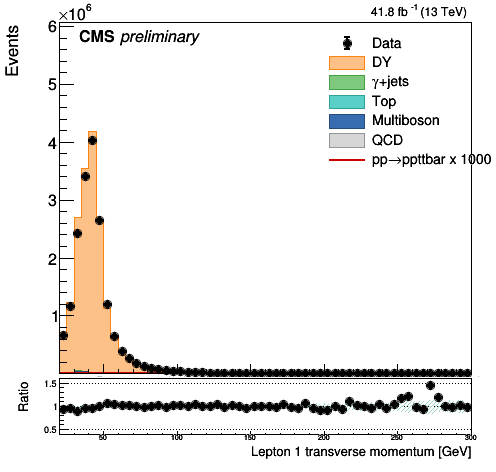 ×10⁶
41.8 fb⁻¹ (13 TeV)
CMS preliminary
Events
6
5
4
3
2
1
Data
DY
γ+jets
Top
Multiboson
QCD
pp→ppttbar x 1000
Ratio
1.5
1
0.5
50 100 150 200 250 300
Lepton 1 transverse momentum [GeV]